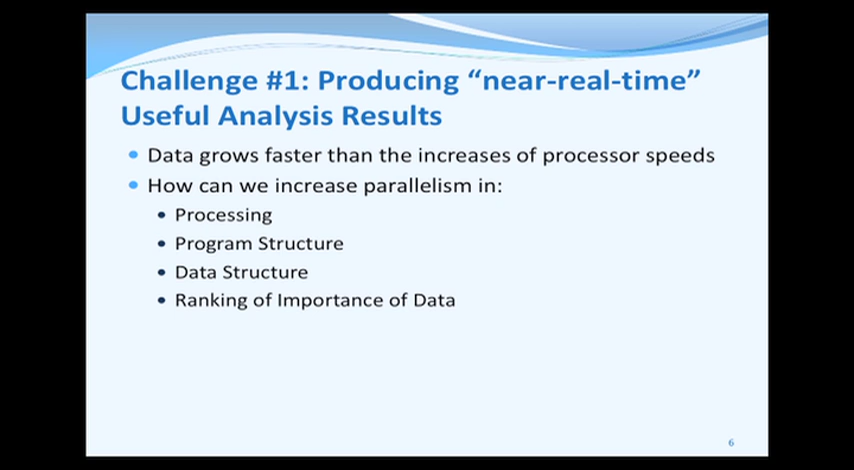 Challenge #1: Producing “near-real-time”
Useful Analysis Results
• Data grows faster than the increases of processor speeds
• How can we increase parallelism in:
• Processing
• Program Structure
• Data Structure
• Ranking of Importance of Data
6